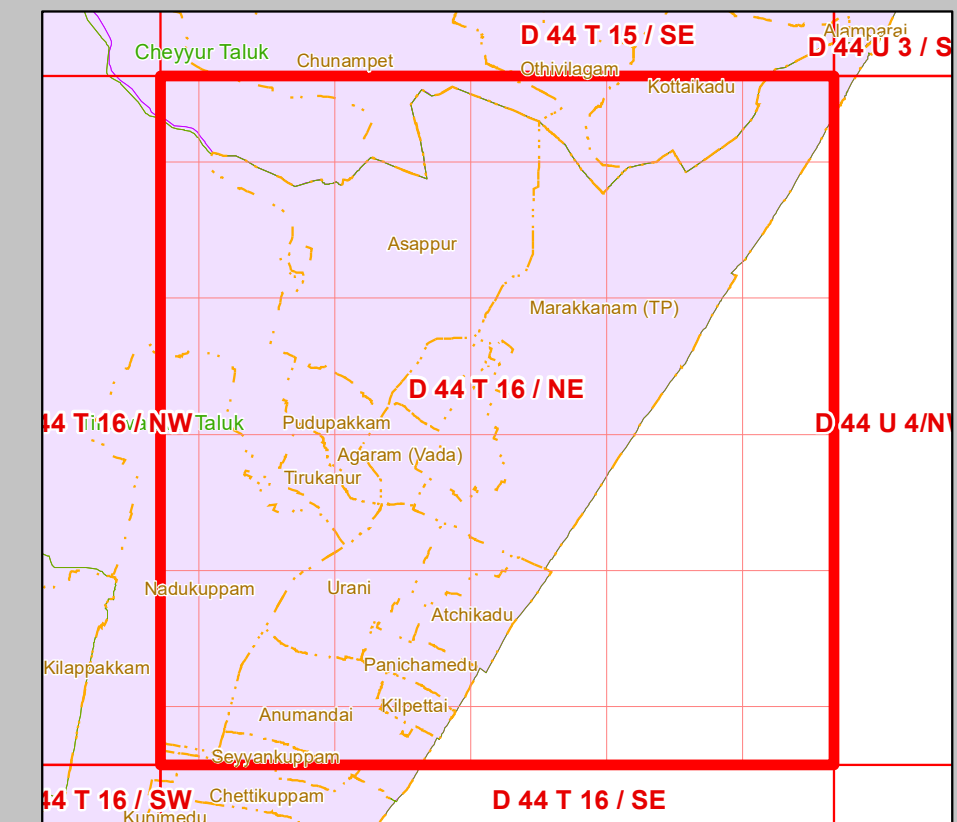 Alamparai
D 44 T 15 / SE
D 44 U 3 / S
Cheyyur Taluk
Chunampet
Othivilagam
Kottaikadu
Asappur
Marakkanam (TP)
D 44 T 16 / NE
44 T 16 / NW
Taluk
Pudupakkam
D 44 U 4/NW
Agaram (Vada)
Tirukanur
Nadukuppam
Urani
Atchikadu
Kilappakkam
Panichamedu
Kilpettai
Anumandai
Seyyankuppam
44 T 16 / SW
Chettikuppam
D 44 T 16 / SE
Kunimedu